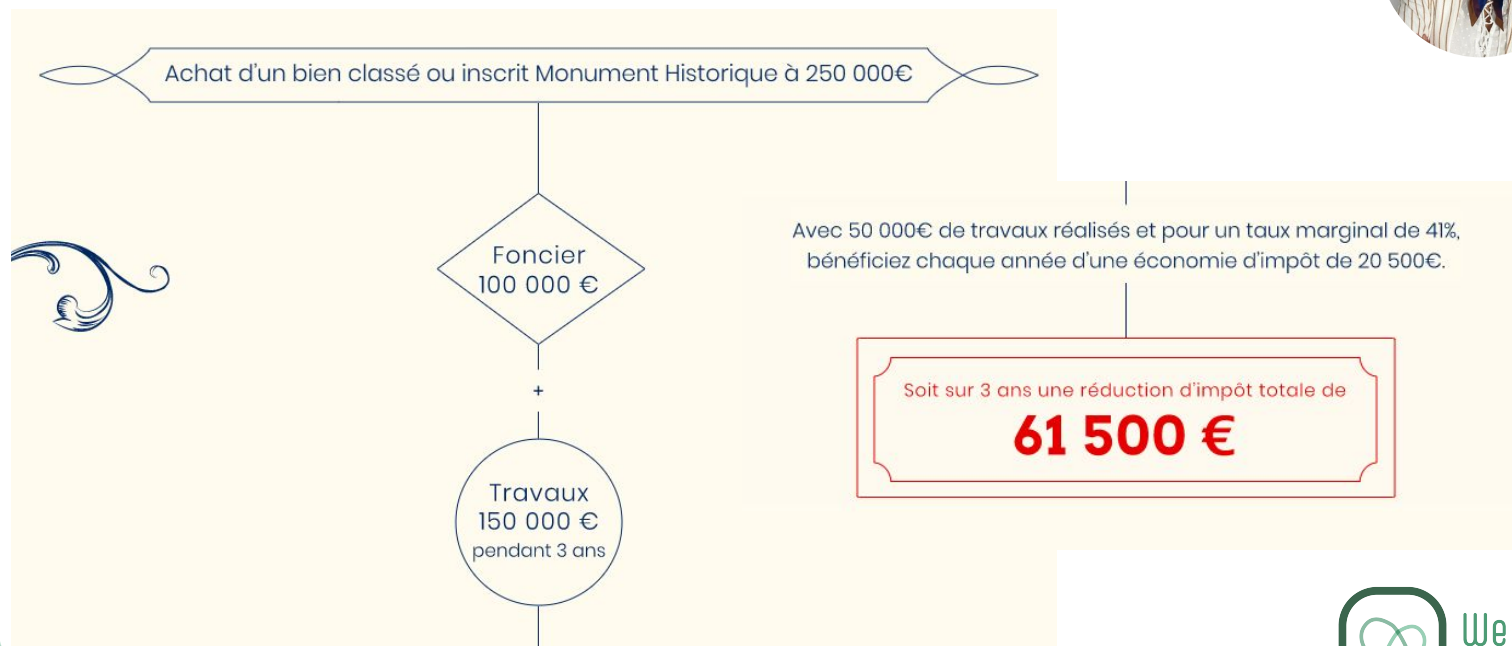 Achat d'un bien classé ou inscrit Monument Historique à 250 000€
Foncier
100 000 €
+
Travaux
150 000 €
pendant 3 ans
Avec 50 000€ de travaux réalisés et pour un taux marginal de 41%,
bénéficiez chaque année d'une économie d'impôt de 20 500€.
Soit sur 3 ans une réduction d'impôt totale de
61 500 €
We